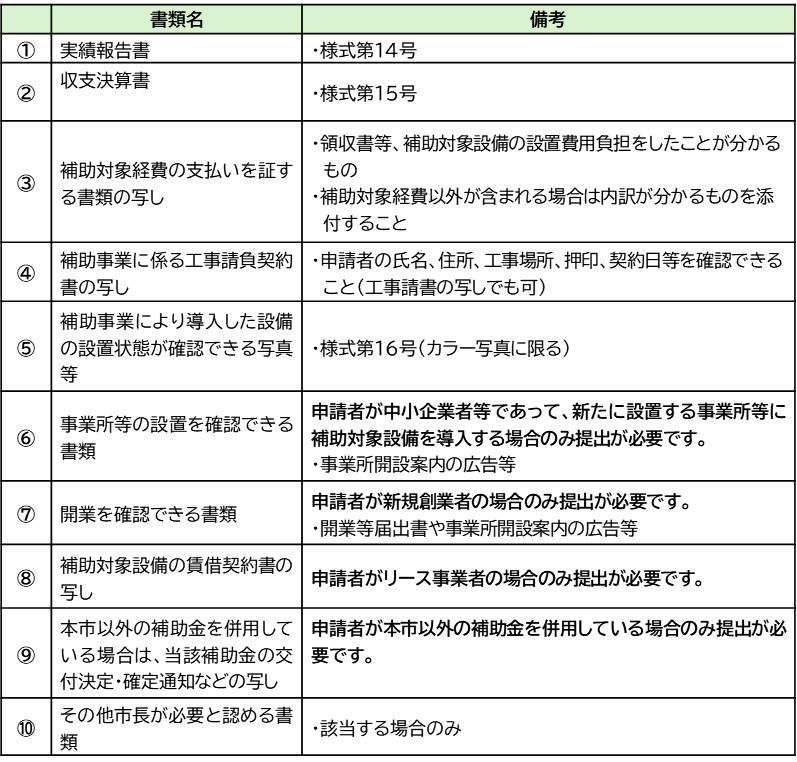 書類名 備考
① 実績報告書 ・様式第14号
② 収支決算書 ・様式第15号
③ 補助対象経費の支払いを証す
る書類の写し
・領収書等、補助対象設備の設置費用負担をしたことが分かる
もの
・補助対象経費以外が含まれる場合は内訳が分かるものを添
付すること
④ 補助事業に係る工事請負契約
書の写し
・申請者の氏名、住所、工事場所、押印、契約日等を確認できる
こと(工事請書の写しでも可)
⑤ 補助事業により導入した設備
の設置状態が確認できる写真
等
・様式第16号(カラー写真に限る)
⑥ 事業所等の設置を確認できる
書類
申請者が中小企業者等であって、新たに設置する事業所等に
補助対象設備を導入する場合のみ提出が必要です。
・事業所開設案内の広告等
⑦ 開業を確認できる書類
申請者が新規創業者の場合のみ提出が必要です。
・開業等届出書や事業所開設案内の広告等
⑧ 補助対象設備の賃借契約書の
写し
申請者がリース事業者の場合のみ提出が必要です。
⑨ 本市以外の補助金を併用して
いる場合は、当該補助金の交
付決定・確定通知などの写し
申請者が本市以外の補助金を併用している場合のみ提出が必
要です。
⑩ その他市長が必要と認める書
類
・該当する場合のみ